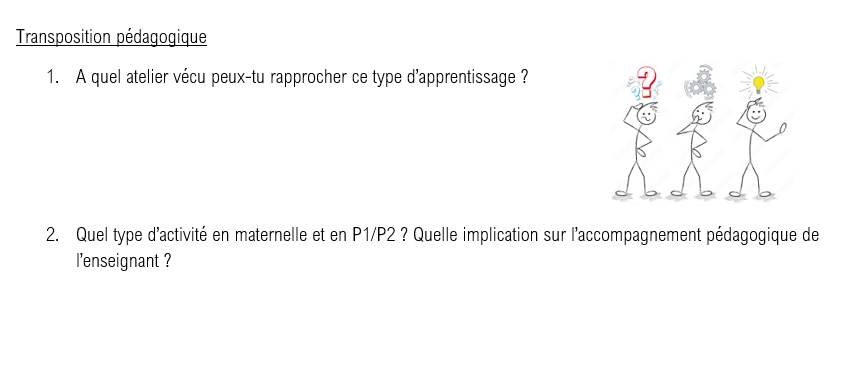 Transposition pédagogique
1. A quel atelier vécu peux-tu rapprocher ce type d'apprentissage ?
2. Quel type d'activité en maternelle et en P1/P2 ? Quelle implication sur l'accompagnement pédagogique de
l'enseignant ?